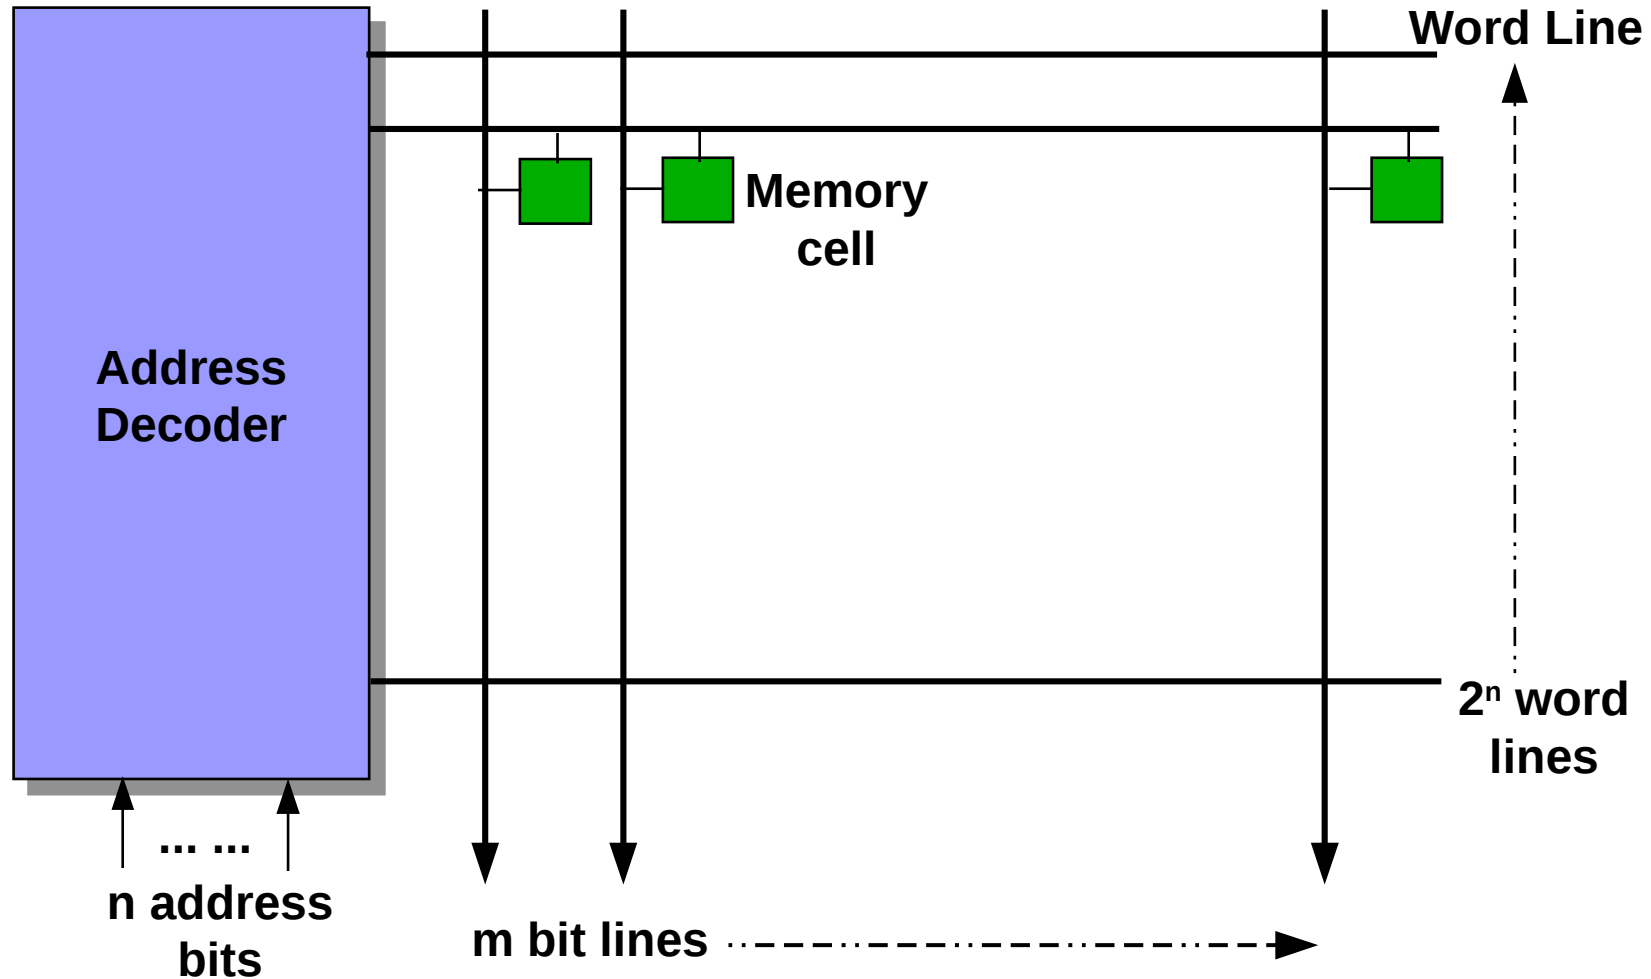 Word Line
Memory
cell
Address
Decoder
2ⁿ word
lines
... ...
n address
bits
m bit lines